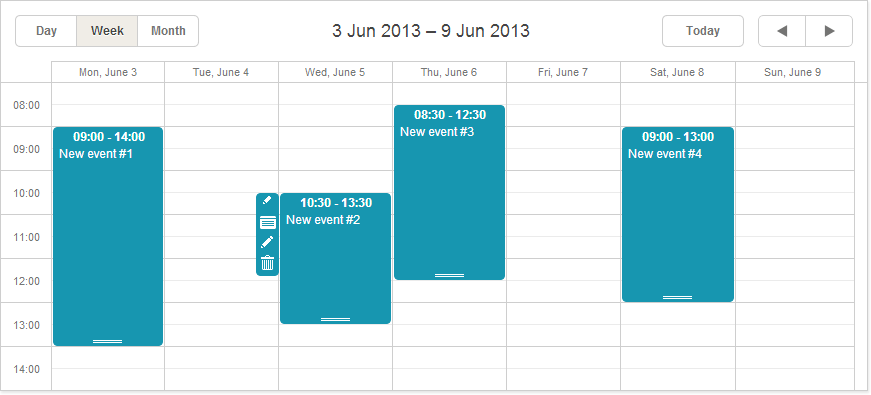 Day Week Month 3 Jun 2013 – 9 Jun 2013 Today
Mon, June 3 Tue, June 4 Wed, June 5 Thu, June 6 Fri, June 7 Sat, June 8 Sun, June 9
08:00
08:30 - 12:30
New event #3
09:00 - 14:00
New event #1
09:00 - 13:00
New event #4
09:00
10:00
10:30 - 13:30
New event #2
11:00
12:00
13:00
14:00